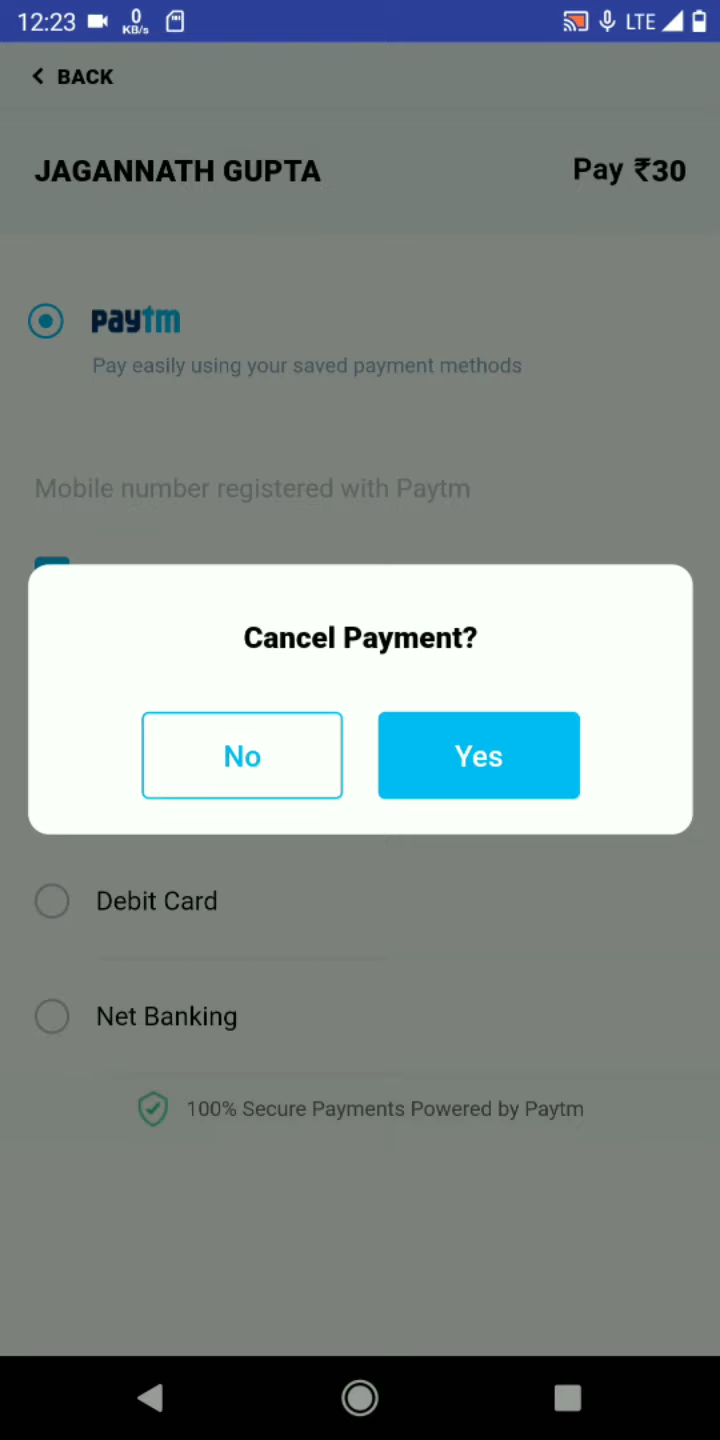 12:23 0 KB/s LTE
BACK
JAGANNATH GUPTA Pay ₹30
paytm
Pay easily using your saved payment methods
Mobile number registered with Paytm
Cancel Payment?
No Yes
Debit Card
Net Banking
100% Secure Payments Powered by Paytm